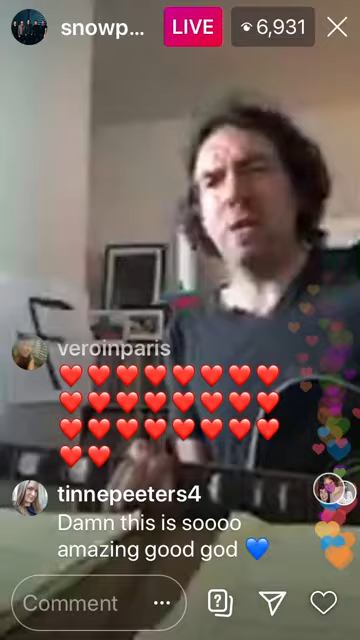 snowp...
LIVE
6,931
veroinparis
tinnepeeters4
Damn this is soooo
amazing good god 💙
Comment